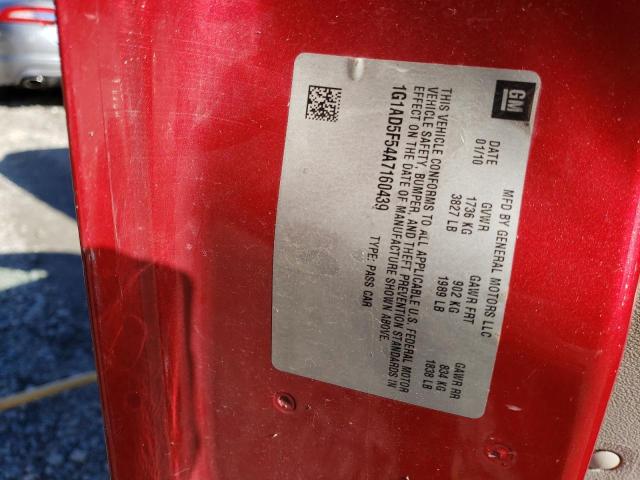 GM
MFD BY GENERAL MOTORS LLC
DATE GVWR GAWR FRT GAWR RR
01/10 1736 KG 902 KG 834 KG
3827 LB 1989 LB 1838 LB
THIS VEHICLE CONFORMS TO ALL APPLICABLE U.S. FEDERAL MOTOR
VEHICLE SAFETY, BUMPER, AND THEFT PREVENTION STANDARDS IN
EFFECT ON THE DATE OF MANUFACTURE SHOWN ABOVE.
1G1AD5F54A7160439 TYPE: PASS CAR